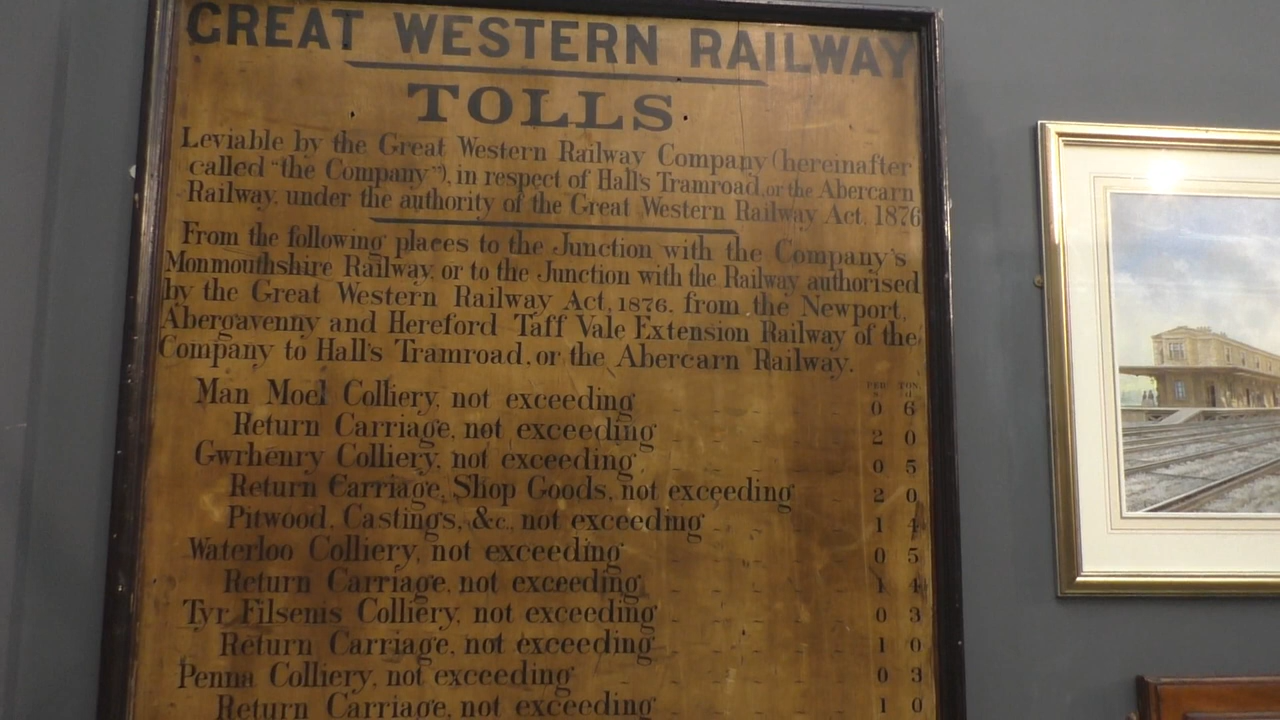 GREAT WESTERN RAILWAY
TOLLS
Leviable by the Great Western Railway Company (hereinafter
called "the Company"), in respect of Hall's Tramroad, or the Abercarn
Railway, under the authority of the Great Western Railway Act, 1876
From the following places to the Junction with the Company's
Monmouthshire Railway, or to the Junction with the Railway authorised
by the Great Western Railway Act, 1876, from the Newport,
Abergavenny and Hereford Taff Vale Extension Railway of the
Company to Hall's Tramroad, or the Abercarn Railway.
PER TON.
Man Moel Colliery, not exceeding 0 6
Return Carriage, not exceeding 2 0
Gwrhenry Colliery, not exceeding 0 5
Return Carriage, Shop Goods, not exceeding 2 0
Pitwood, Castings, &c., not exceeding 1 4
Waterloo Colliery, not exceeding 0 5
Return Carriage, not exceeding 1 4
Tyr Filsenis Colliery, not exceeding 0 3
Return Carriage, not exceeding 1 0
Penna Colliery, not exceeding 0 3
Return Carriage, not exceeding 1 0